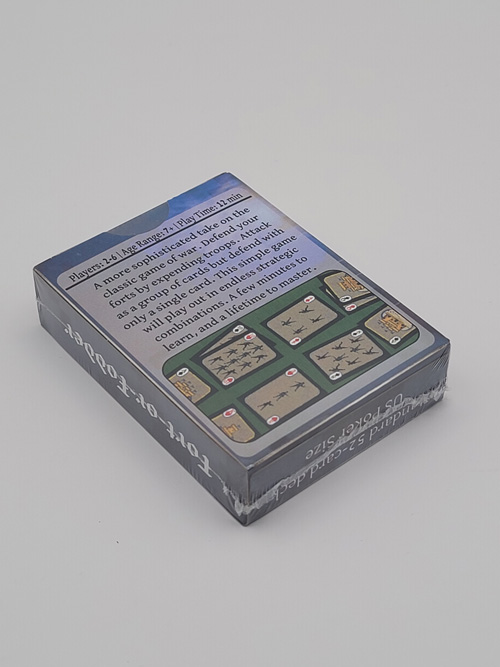 Players: 2-6 | Age Range: 7+ | Play Time: 12 min
A more sophisticated take on the
classic game of war. Defend your
forts by expending troops. Attack
as a group of cards but defend with
only a single card. This simple game
will play out in endless strategic
combinations. A few minutes to
learn, and a lifetime to master.
Fort or Fodder
Standard 52-card deck
US Poker Size